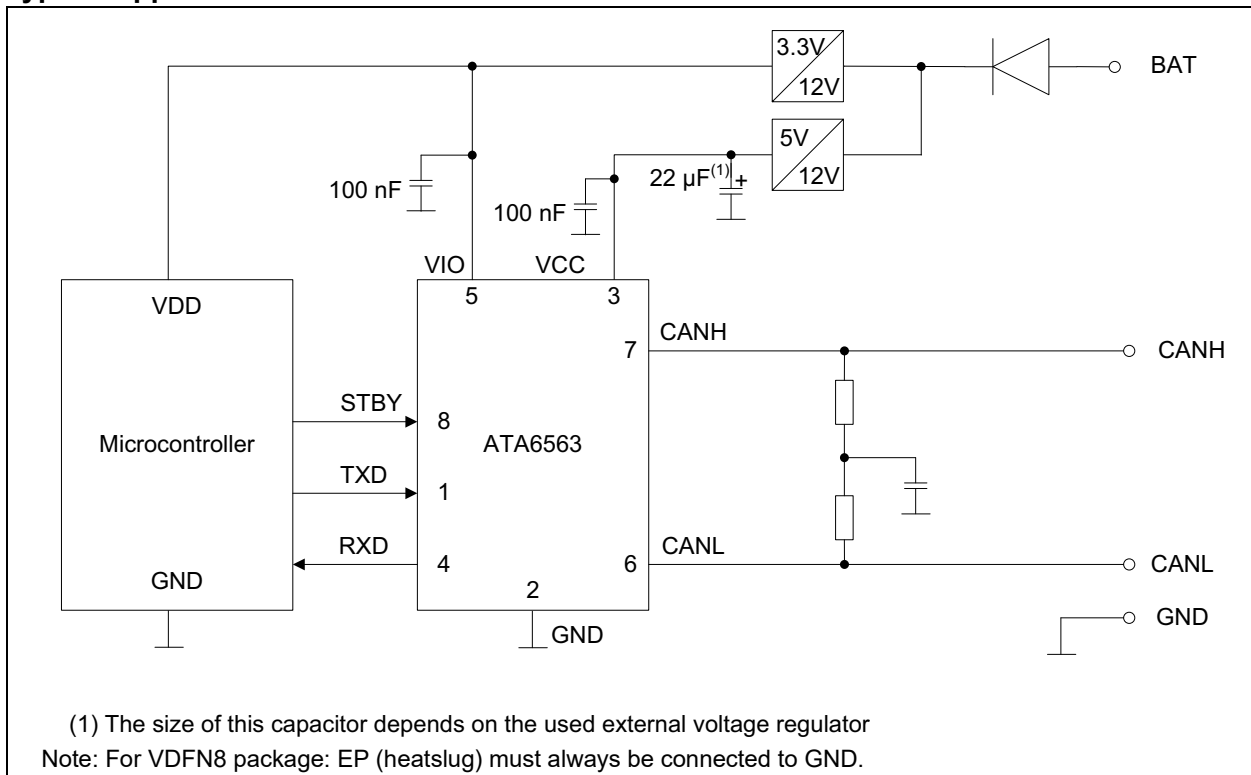 3.3V
12V
BAT
5V
12V
22 µF(1)
+
100 nF
100 nF
VIO
VCC
5
3
VDD
CANH
7
CANH
STBY
8
Microcontroller
ATA6563
TXD
1
RXD
4
CANL
6
CANL
GND
2
GND
GND
(1) The size of this capacitor depends on the used external voltage regulator
Note: For VDFN8 package: EP (heatslug) must always be connected to GND.